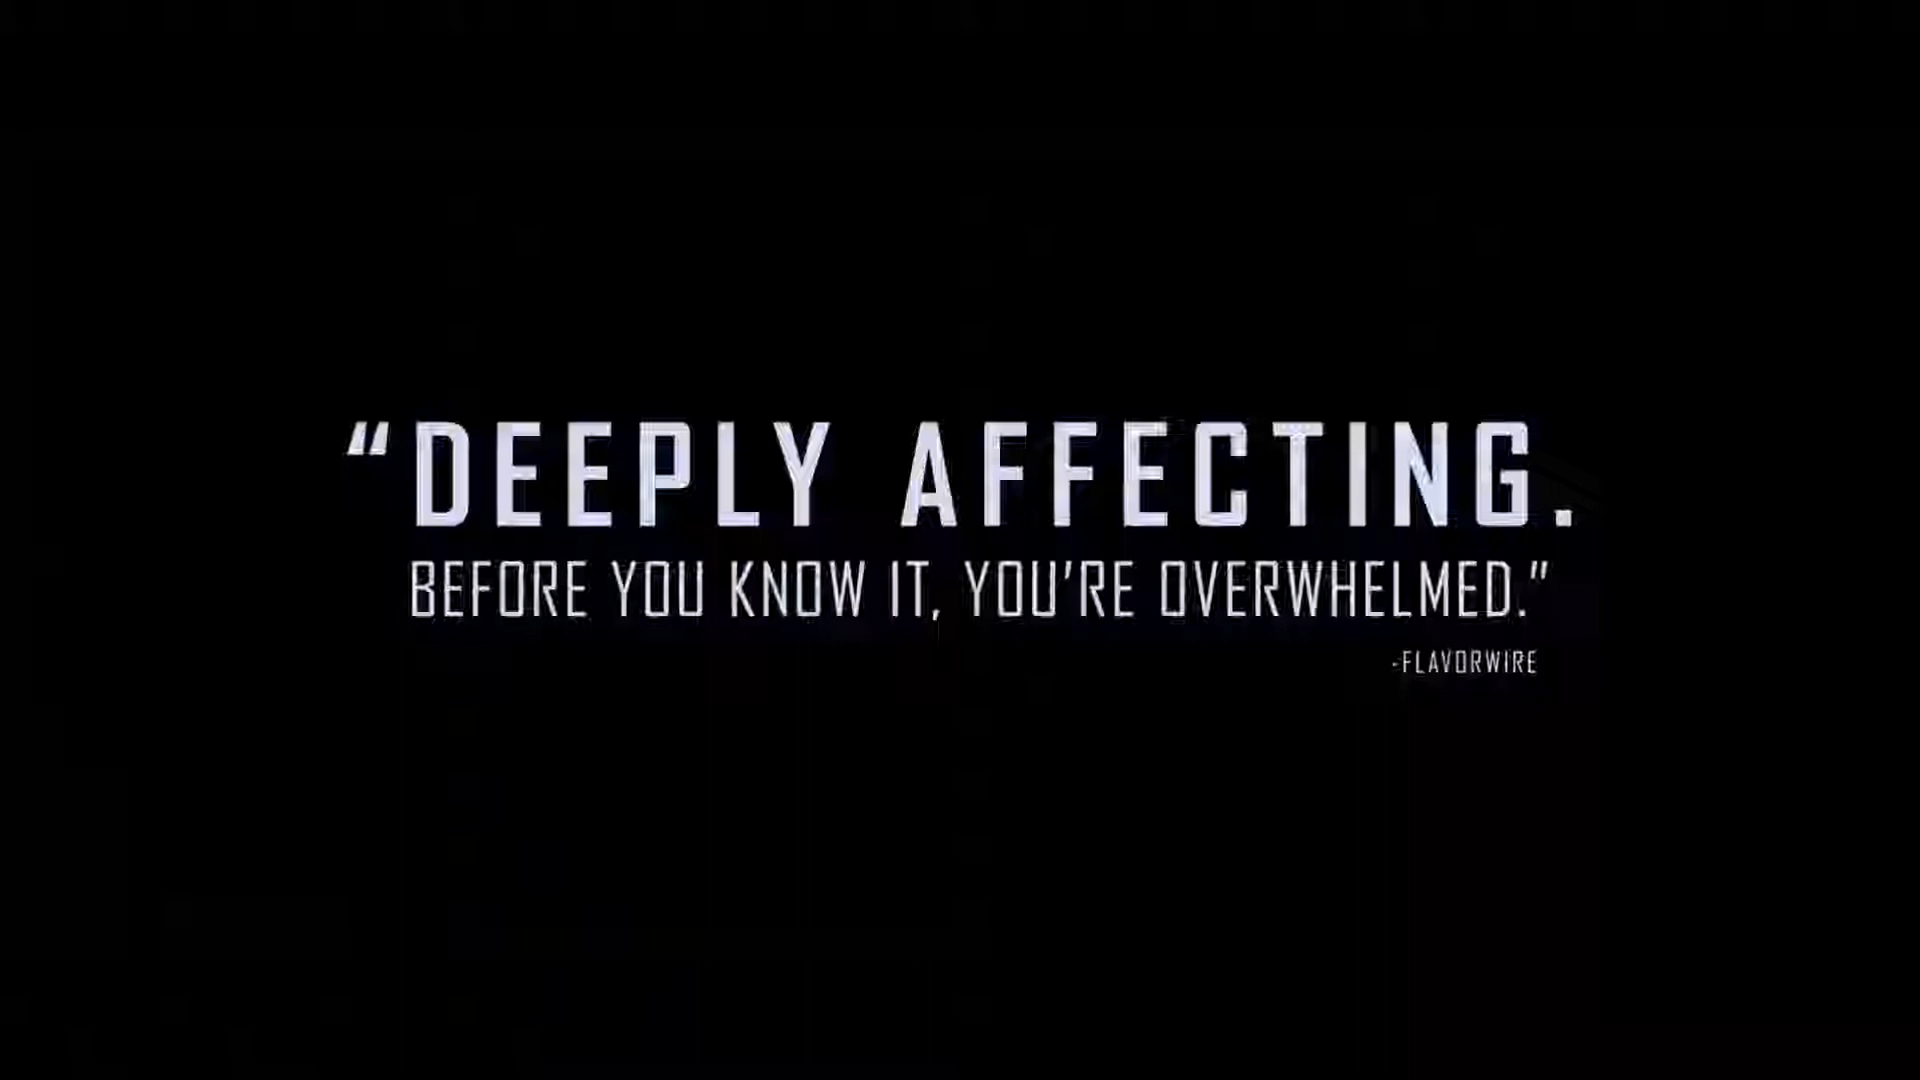 “DEEPLY AFFECTING.
BEFORE YOU KNOW IT, YOU’RE OVERWHELMED.”
-FLAVORWIRE